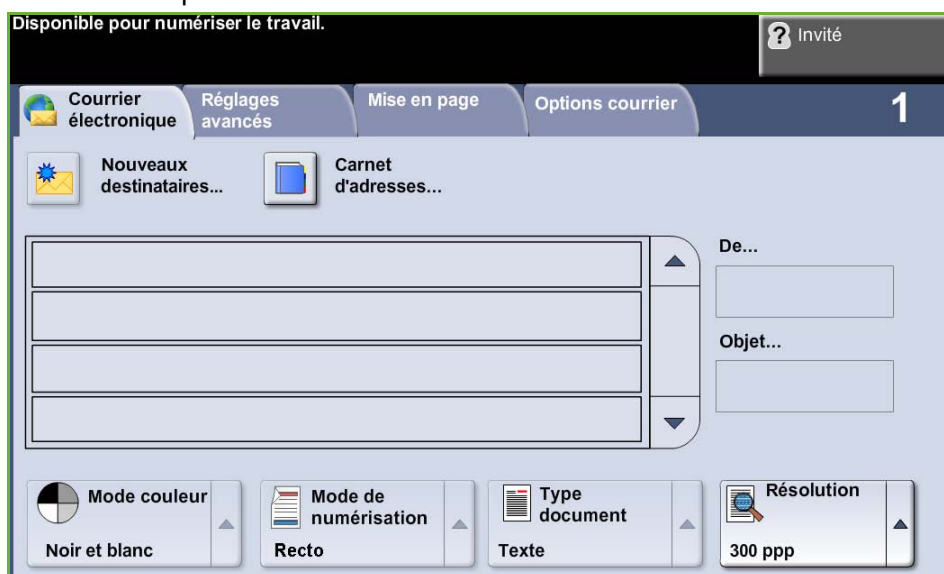 Disponible pour numériser le travail.
Invité
Courrier
électronique
Réglages
avancés
Mise en page
Options courrier
1
Nouveaux
destinataires...
Carnet
d'adresses...
De...
Objet...
Mode couleur
Noir et blanc
Mode de
numérisation
Recto
Type
document
Texte
Résolution
300 ppp